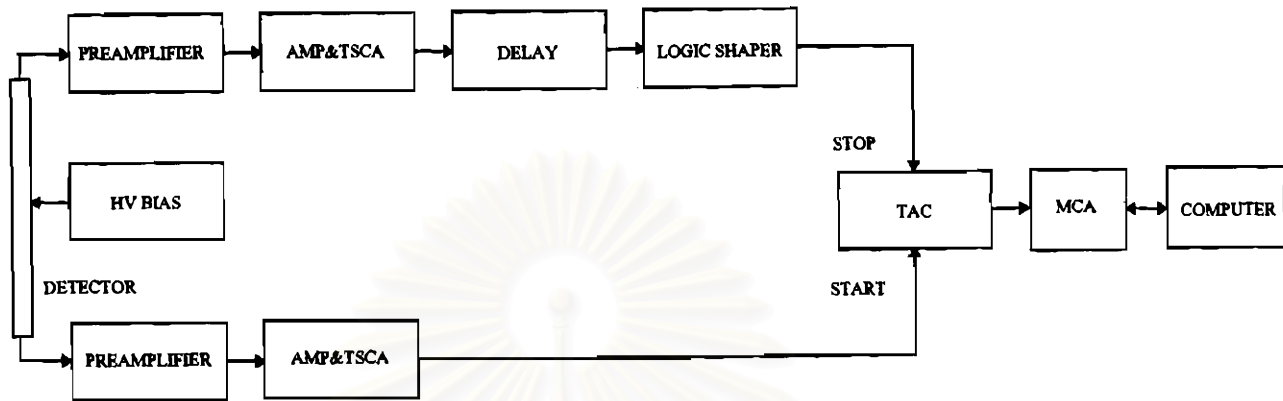 PREAMPLIFIER
AMP&TSCA
DELAY
LOGIC SHAPER
STOP
HV BIAS
TAC
MCA
COMPUTER
DETECTOR
START
PREAMPLIFIER
AMP&TSCA